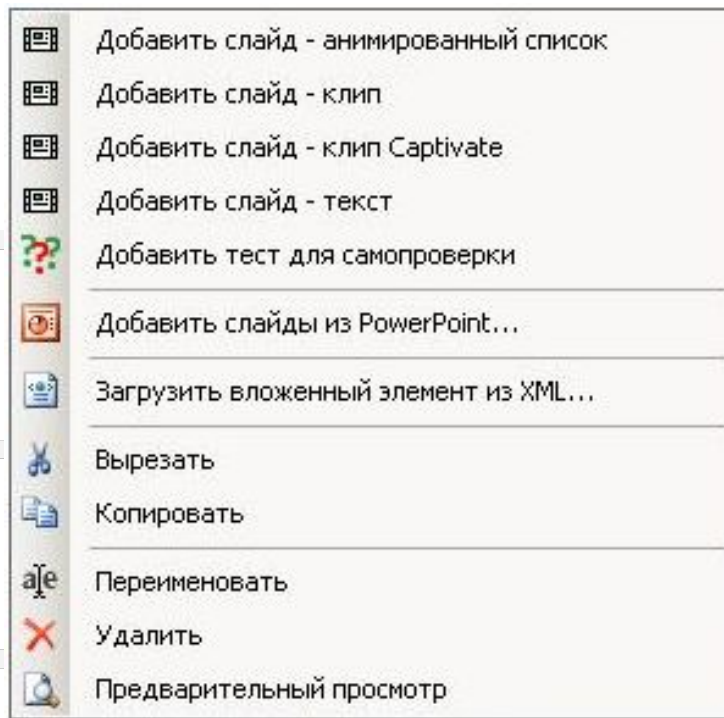 Добавить слайд - анимированный список
Добавить слайд - клип
Добавить слайд - клип Captivate
Добавить слайд - текст
Добавить тест для самопроверки
Добавить слайды из PowerPoint...
Загрузить вложенный элемент из XML...
Вырезать
Копировать
Переименовать
Удалить
Предварительный просмотр